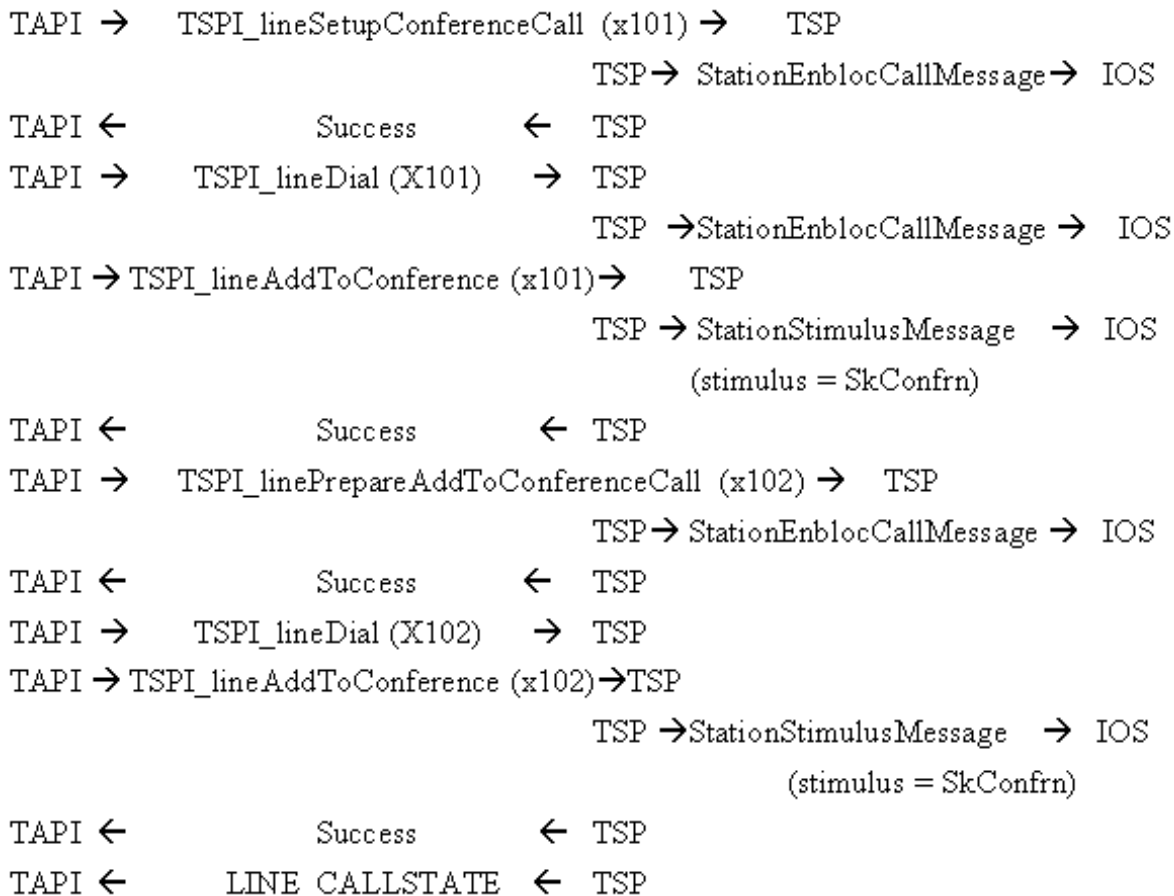 TAPI → TSPI_lineSetupConferenceCall (x101) → TSP
TSP → StationEnblocCallMessage → IOS
TAPI ← Success ← TSP
TAPI → TSPI_lineDial (X101) → TSP
TSP → StationEnblocCallMessage → IOS
TAPI → TSPI_lineAddToConference (x101) → TSP
TSP → StationStimulusMessage → IOS
(stimulus = SkConfrn)
TAPI ← Success ← TSP
TAPI → TSPI_linePrepareAddToConferenceCall (x102) → TSP
TSP → StationEnblocCallMessage → IOS
TAPI ← Success ← TSP
TAPI → TSPI_lineDial (X102) → TSP
TAPI → TSPI_lineAddToConference (x102) → TSP
TSP → StationStimulusMessage → IOS
(stimulus = SkConfrn)
TAPI ← Success ← TSP
TAPI ← LINE_CALLSTATE ← TSP